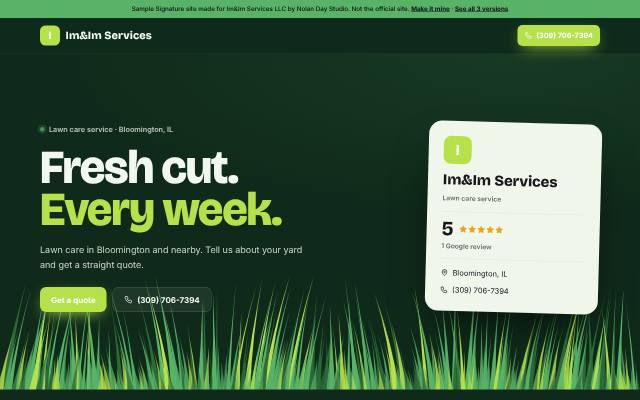 Sample Signature site made for Im&Im Services LLC by Nolan Day Studio. Not the official site. Make it mine · See all 3 versions
I Im&Im Services
(309) 706-7394
Lawn care service · Bloomington, IL
Fresh cut.
Every week.
Lawn care in Bloomington and nearby. Tell us about your yard
and get a straight quote.
Get a quote
(309) 706-7394
I
Im&Im Services
Lawn care service
5 ★★★★★
1 Google review
Bloomington, IL
(309) 706-7394